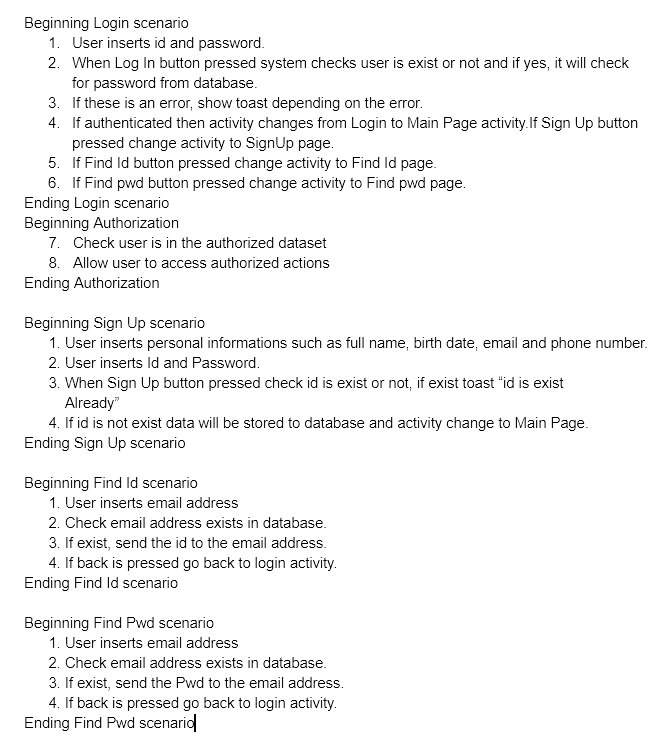 Beginning Login scenario
1. User inserts id and password.
2. When Log In button pressed system checks user is exist or not and if yes, it will check
for password from database.
3. If these is an error, show toast depending on the error.
4. If authenticated then activity changes from Login to Main Page activity.If Sign Up button
pressed change activity to SignUp page.
5. If Find Id button pressed change activity to Find Id page.
6. If Find pwd button pressed change activity to Find pwd page.
Ending Login scenario
Beginning Authorization
7. Check user is in the authorized dataset
8. Allow user to access authorized actions
Ending Authorization
Beginning Sign Up scenario
1. User inserts personal informations such as full name, birth date, email and phone number.
2. User inserts Id and Password.
3. When Sign Up button pressed check id is exist or not, if exist toast “id is exist
Already”
4. If id is not exist data will be stored to database and activity change to Main Page.
Ending Sign Up scenario
Beginning Find Id scenario
1. User inserts email address
2. Check email address exists in database.
3. If exist, send the id to the email address.
4. If back is pressed go back to login activity.
Ending Find Id scenario
Beginning Find Pwd scenario
1. User inserts email address
2. Check email address exists in database.
3. If exist, send the Pwd to the email address.
4. If back is pressed go back to login activity.
Ending Find Pwd scenario